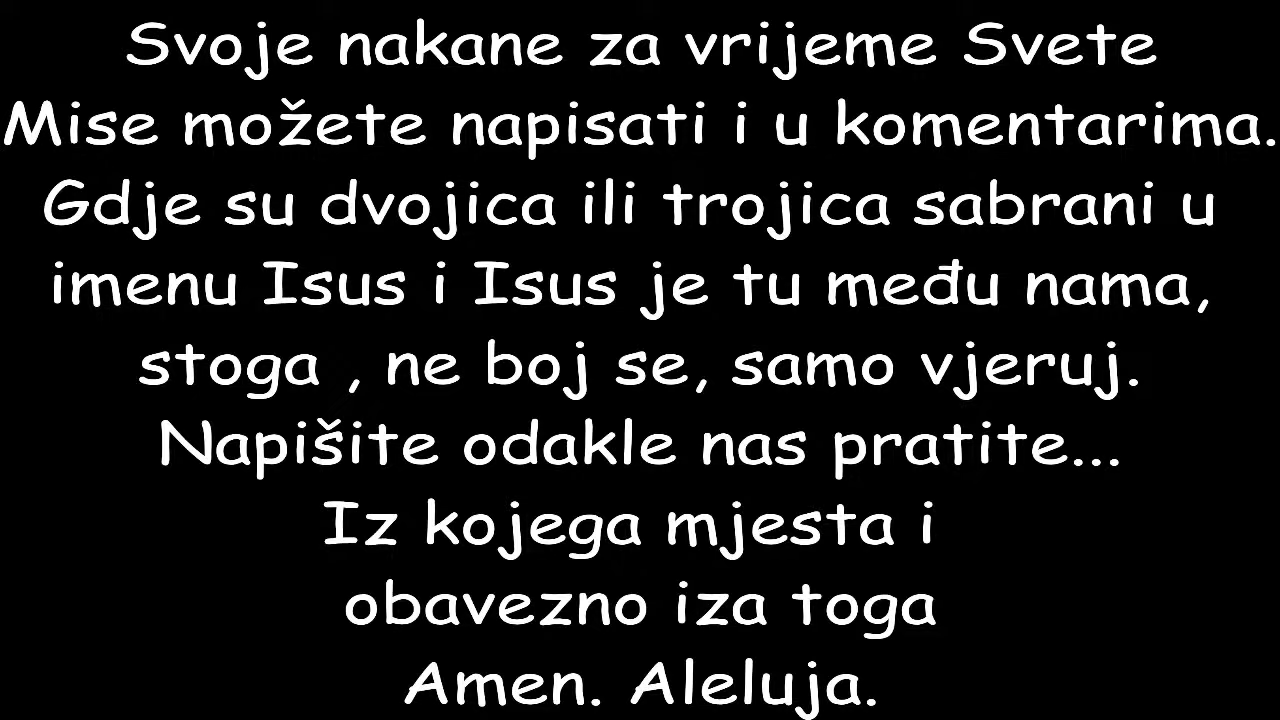 Svoje nakane za vrijeme Svete
Mise možete napisati i u komentarima.
Gdje su dvojica ili trojica sabrani u
imenu Isus i Isus je tu među nama,
stoga , ne boj se, samo vjeruj.
Napišite odakle nas pratite...
Iz kojega mjesta i
obavezno iza toga
Amen. Aleluja.